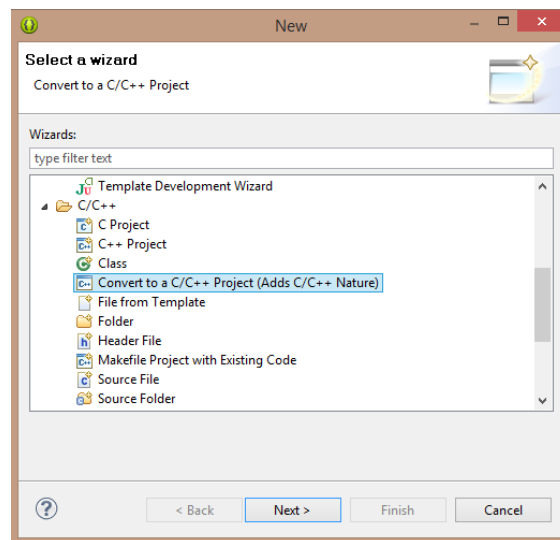 New
Select a wizard
Convert to a C/C++ Project
Wizards:
type filter text
Template Development Wizard
C/C++
C Project
C++ Project
Class
Convert to a C/C++ Project (Adds C/C++ Nature)
File from Template
Folder
Header File
Makefile Project with Existing Code
Source File
Source Folder
< Back Next > Finish Cancel